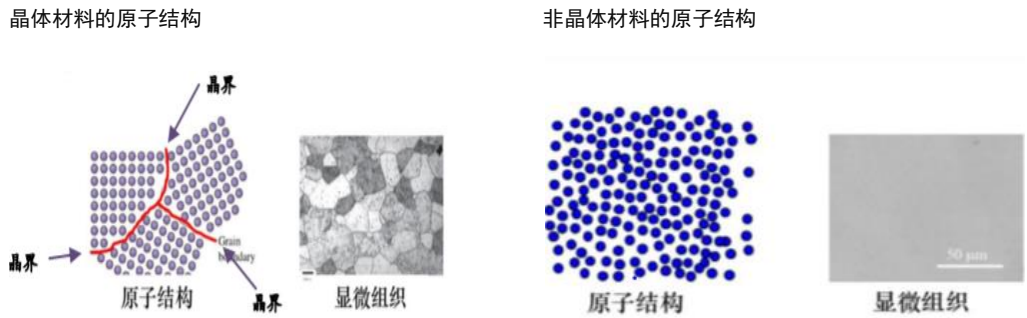 晶体材料的原子结构
非晶体材料的原子结构
晶界
晶界
Grain
boundary
晶界
原子结构
显微组织
50 μm
原子结构
显微组织